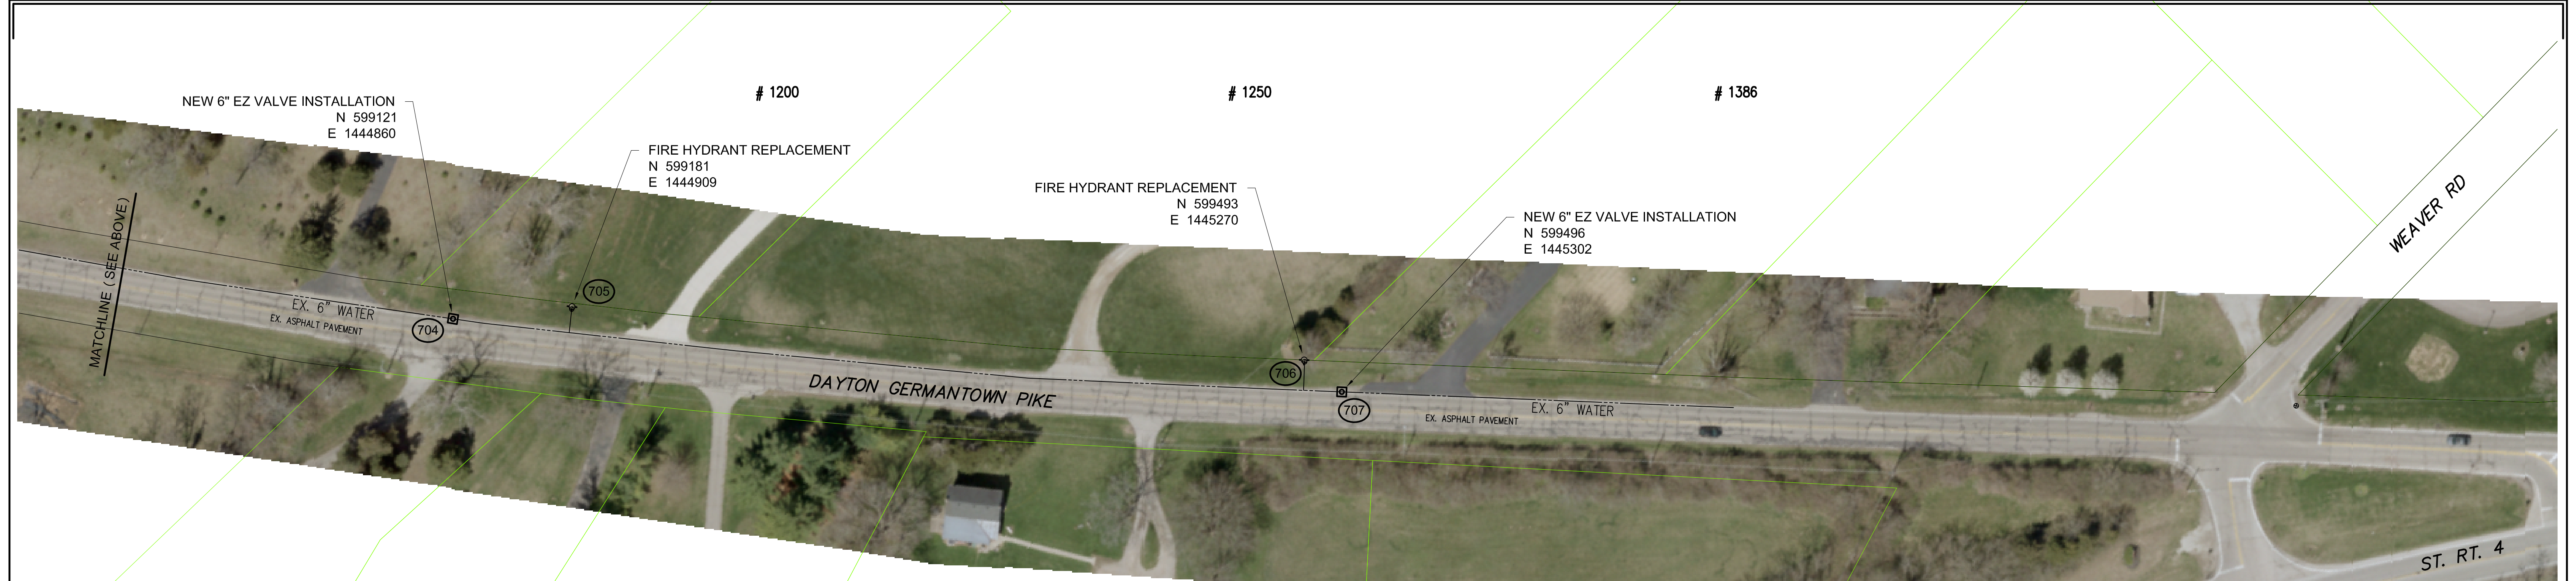 # 1200
# 1250
# 1386
NEW 6" EZ VALVE INSTALLATION
N 599121
E 1444860
FIRE HYDRANT REPLACEMENT
N 599181
E 1444909
FIRE HYDRANT REPLACEMENT
N 599493
E 1445270
NEW 6" EZ VALVE INSTALLATION
N 599496
E 1445302
WEAVER RD
MATCHLINE (SEE ABOVE)
EX. 6" WATER
EX. ASPHALT PAVEMENT
704
705
DAYTON GERMANTOWN PIKE
706
707
EX. 6" WATER
EX. ASPHALT PAVEMENT
ST. RT. 4